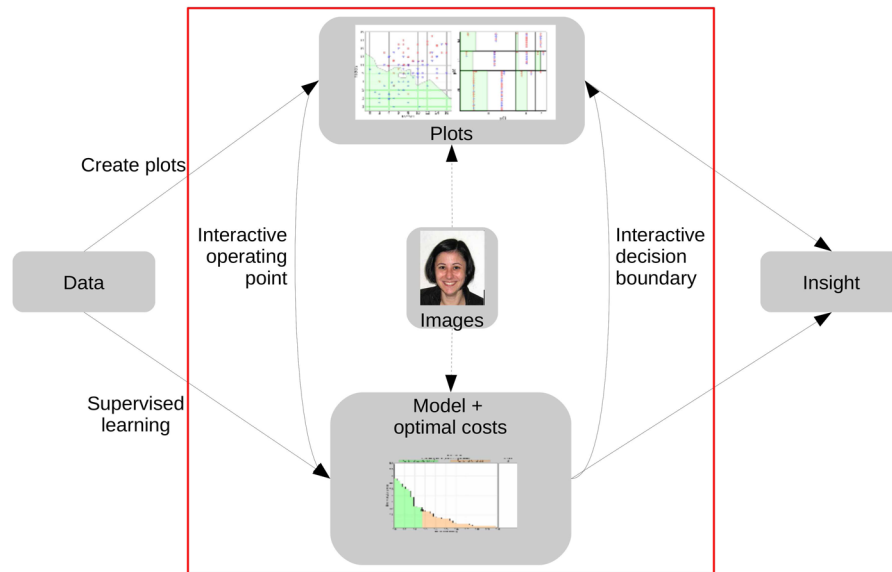 Plots
Create plots
Interactive
operating
point
Interactive
decision
boundary
Data
Images
Insight
Supervised
learning
Model +
optimal costs